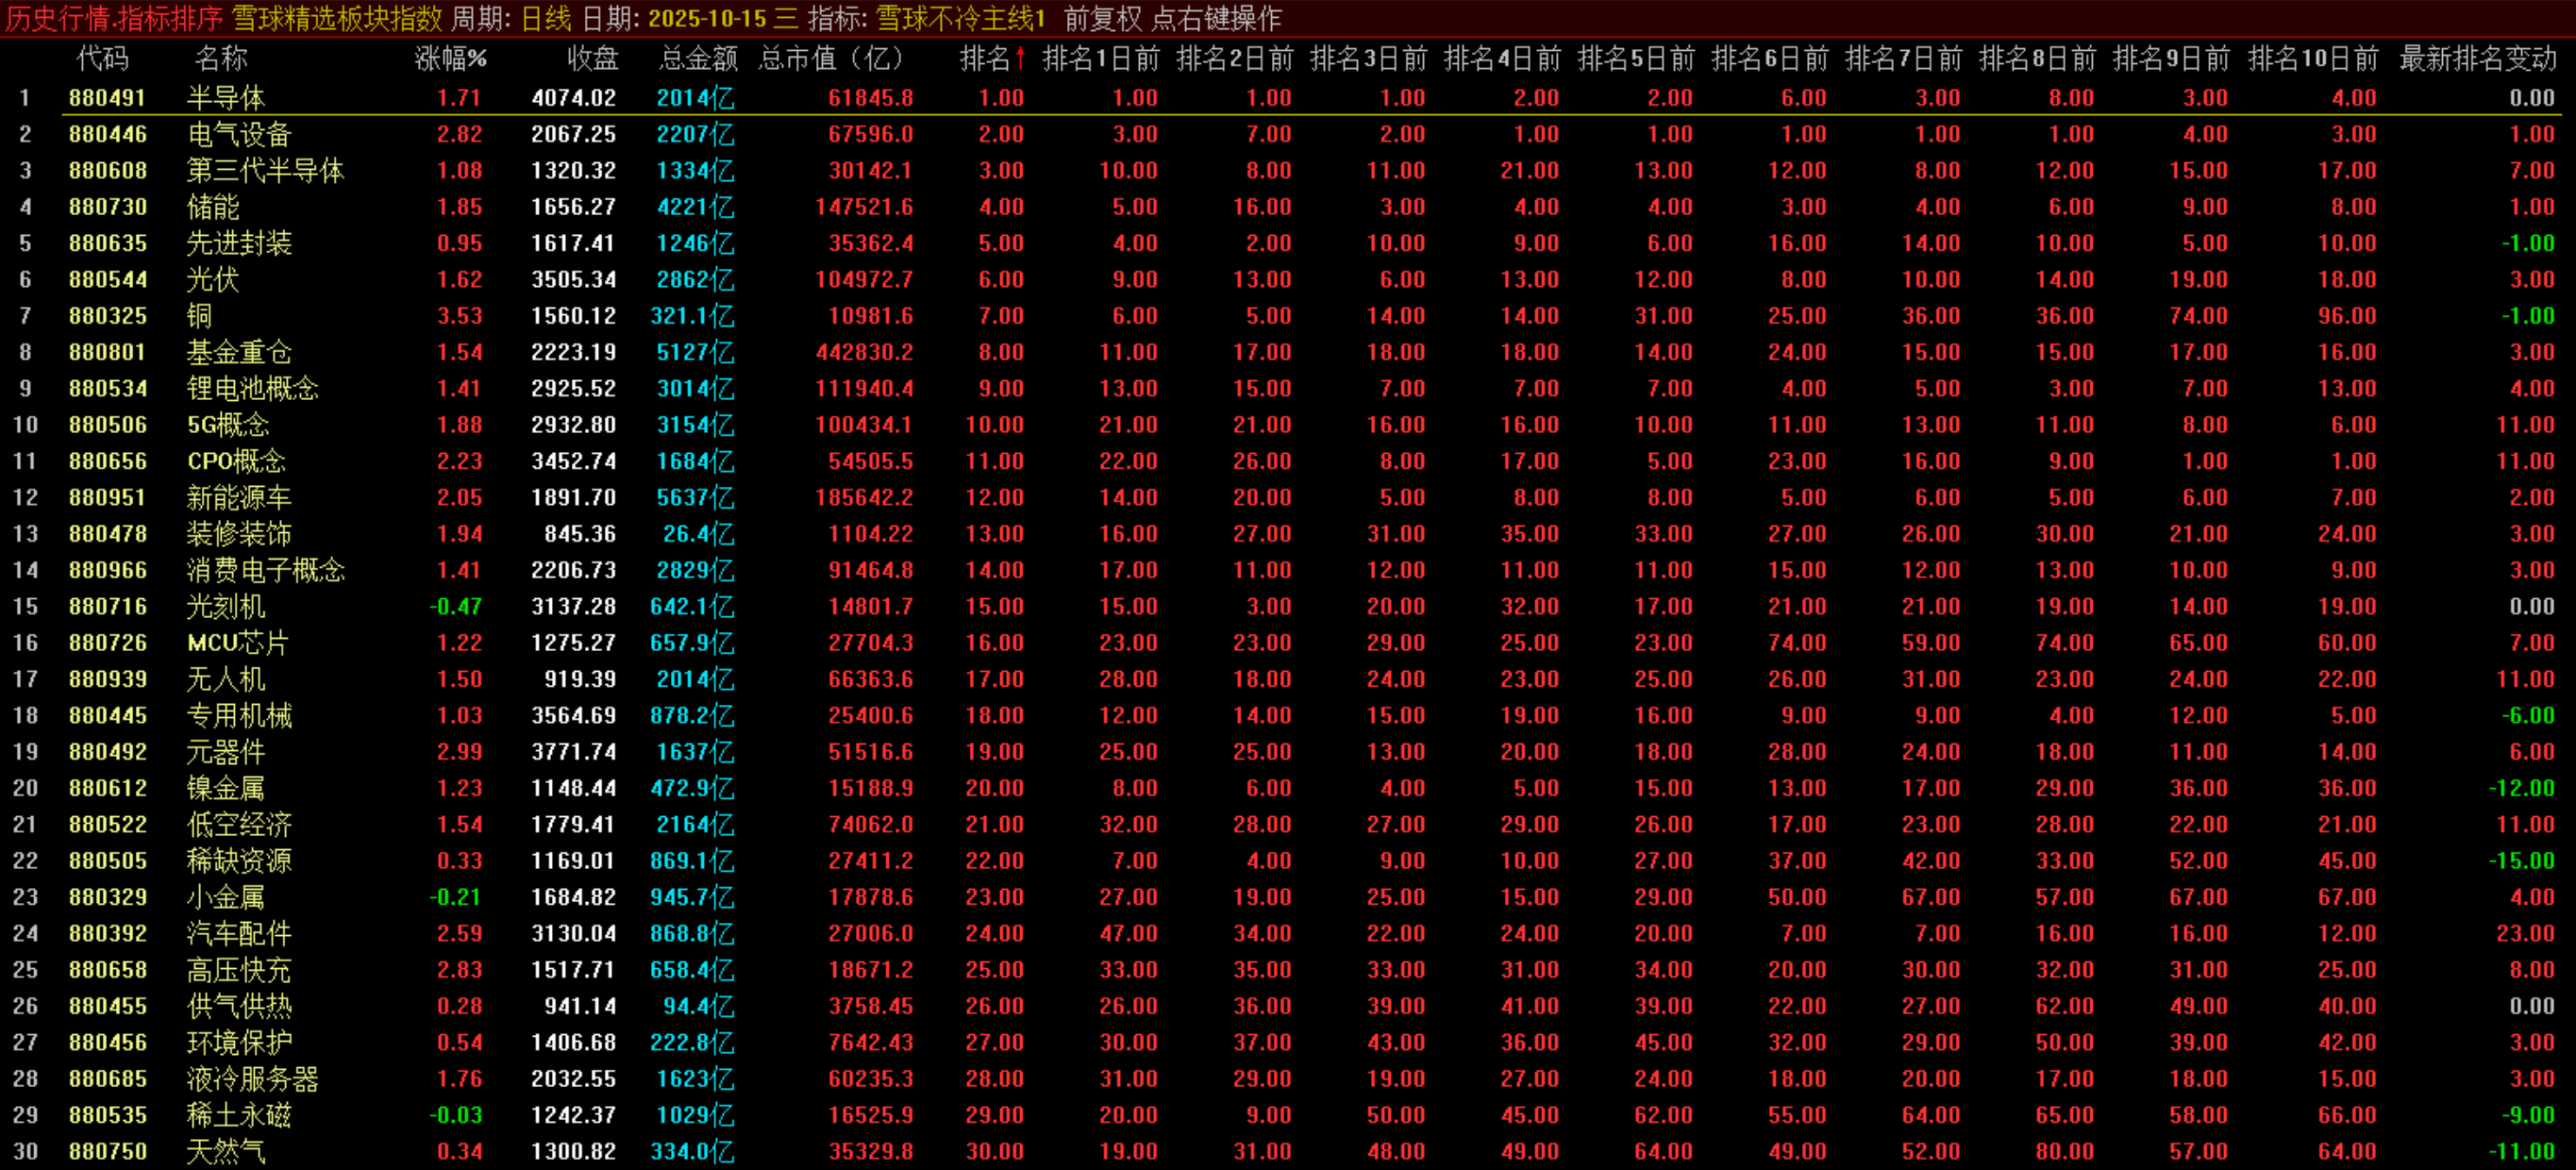 历史行情.指标排序 雪球精选板块指数 周期: 日线 日期: 2025-10-15 三 指标: 雪球不冷主线1 前复权 点右键操作
代码 名称 涨幅% 收盘 总金额 总市值（亿） 排名↑ 排名1日前 排名2日前 排名3日前 排名4日前 排名5日前 排名6日前 排名7日前 排名8日前 排名9日前 排名10日前 最新排名变动
1 880491 半导体 1.71 4074.02 2014亿 61845.8 1.00 1.00 1.00 1.00 2.00 2.00 6.00 3.00 8.00 3.00 4.00 0.00
2 880446 电气设备 2.82 2067.25 2207亿 67596.0 2.00 3.00 7.00 2.00 1.00 1.00 1.00 1.00 1.00 4.00 3.00 1.00
3 880608 第三代半导体 1.08 1320.32 1334亿 30142.1 3.00 10.00 8.00 11.00 21.00 13.00 12.00 8.00 12.00 15.00 17.00 7.00
4 880730 储能 1.85 1656.27 4221亿 147521.6 4.00 5.00 16.00 3.00 4.00 4.00 3.00 4.00 6.00 9.00 8.00 1.00
5 880635 先进封装 0.95 1617.41 1246亿 35362.4 5.00 4.00 2.00 10.00 9.00 6.00 16.00 14.00 10.00 5.00 10.00 -1.00
6 880544 光伏 1.62 3505.34 2862亿 104972.7 6.00 9.00 13.00 6.00 13.00 12.00 8.00 10.00 14.00 19.00 18.00 3.00
7 880325 铜 3.53 1560.12 321.1亿 10981.6 7.00 6.00 5.00 14.00 14.00 31.00 25.00 36.00 36.00 74.00 96.00 -1.00
8 880801 基金重仓 1.54 2223.19 5127亿 442830.2 8.00 11.00 17.00 18.00 18.00 14.00 24.00 15.00 15.00 17.00 16.00 3.00
9 880534 锂电池概念 1.41 2925.52 3014亿 111940.4 9.00 13.00 15.00 7.00 7.00 7.00 4.00 5.00 3.00 7.00 13.00 4.00
10 880506 5G概念 1.88 2932.80 3154亿 100434.1 10.00 21.00 21.00 16.00 16.00 10.00 11.00 13.00 11.00 8.00 6.00 11.00
11 880656 CPO概念 2.23 3452.74 1684亿 54505.5 11.00 22.00 26.00 8.00 17.00 5.00 23.00 16.00 9.00 1.00 1.00 11.00
12 880951 新能源车 2.05 1891.70 5637亿 185642.2 12.00 14.00 20.00 5.00 8.00 8.00 5.00 6.00 5.00 6.00 7.00 2.00
13 880478 装修装饰 1.94 845.36 26.4亿 1104.22 13.00 16.00 27.00 31.00 35.00 33.00 27.00 26.00 30.00 21.00 24.00 3.00
14 880966 消费电子概念 1.41 2206.73 2829亿 91464.8 14.00 17.00 11.00 12.00 11.00 11.00 15.00 12.00 13.00 10.00 9.00 3.00
15 880716 光刻机 -0.47 3137.28 642.1亿 14801.7 15.00 15.00 3.00 20.00 32.00 17.00 21.00 21.00 19.00 14.00 19.00 0.00
16 880726 MCU芯片 1.22 1275.27 657.9亿 27704.3 16.00 23.00 23.00 29.00 25.00 23.00 74.00 59.00 74.00 65.00 60.00 7.00
17 880939 无人机 1.50 919.39 2014亿 66363.6 17.00 28.00 18.00 24.00 23.00 25.00 26.00 31.00 23.00 24.00 22.00 11.00
18 880445 专用机械 1.03 3564.69 878.2亿 25400.6 18.00 12.00 14.00 15.00 19.00 16.00 9.00 9.00 4.00 12.00 5.00 -6.00
19 880492 元器件 2.99 3771.74 1637亿 51516.6 19.00 25.00 25.00 13.00 20.00 18.00 28.00 24.00 18.00 11.00 14.00 6.00
20 880612 镍金属 1.23 1148.44 472.9亿 15188.9 20.00 8.00 6.00 4.00 5.00 15.00 13.00 17.00 29.00 36.00 36.00 -12.00
21 880522 低空经济 1.54 1779.41 2164亿 74062.0 21.00 32.00 28.00 27.00 29.00 26.00 17.00 23.00 28.00 22.00 21.00 11.00
22 880505 稀缺资源 0.33 1169.01 869.1亿 27411.2 22.00 7.00 4.00 9.00 10.00 27.00 37.00 42.00 33.00 52.00 45.00 -15.00
23 880329 小金属 -0.21 1684.82 945.7亿 17878.6 23.00 27.00 19.00 25.00 15.00 29.00 50.00 67.00 57.00 67.00 67.00 4.00
24 880392 汽车配件 2.59 3130.04 868.8亿 27006.0 24.00 47.00 34.00 22.00 24.00 20.00 7.00 7.00 16.00 16.00 12.00 23.00
25 880658 高压快充 2.83 1517.71 658.4亿 18671.2 25.00 33.00 35.00 33.00 31.00 34.00 20.00 30.00 32.00 31.00 25.00 8.00
26 880455 供气供热 0.28 941.14 94.4亿 3758.45 26.00 26.00 36.00 39.00 41.00 39.00 22.00 27.00 62.00 49.00 40.00 0.00
27 880456 环境保护 0.54 1406.68 222.8亿 7642.43 27.00 30.00 37.00 43.00 36.00 45.00 32.00 29.00 50.00 39.00 42.00 3.00
28 880685 液冷服务器 1.76 2032.55 1623亿 60235.3 28.00 31.00 29.00 19.00 27.00 24.00 18.00 20.00 17.00 18.00 15.00 3.00
29 880535 稀土永磁 -0.03 1242.37 1029亿 16525.9 29.00 20.00 9.00 50.00 45.00 62.00 55.00 64.00 65.00 58.00 66.00 -9.00
30 880750 天然气 0.34 1300.82 334.0亿 35329.8 30.00 19.00 31.00 48.00 49.00 64.00 49.00 52.00 80.00 57.00 64.00 -11.00